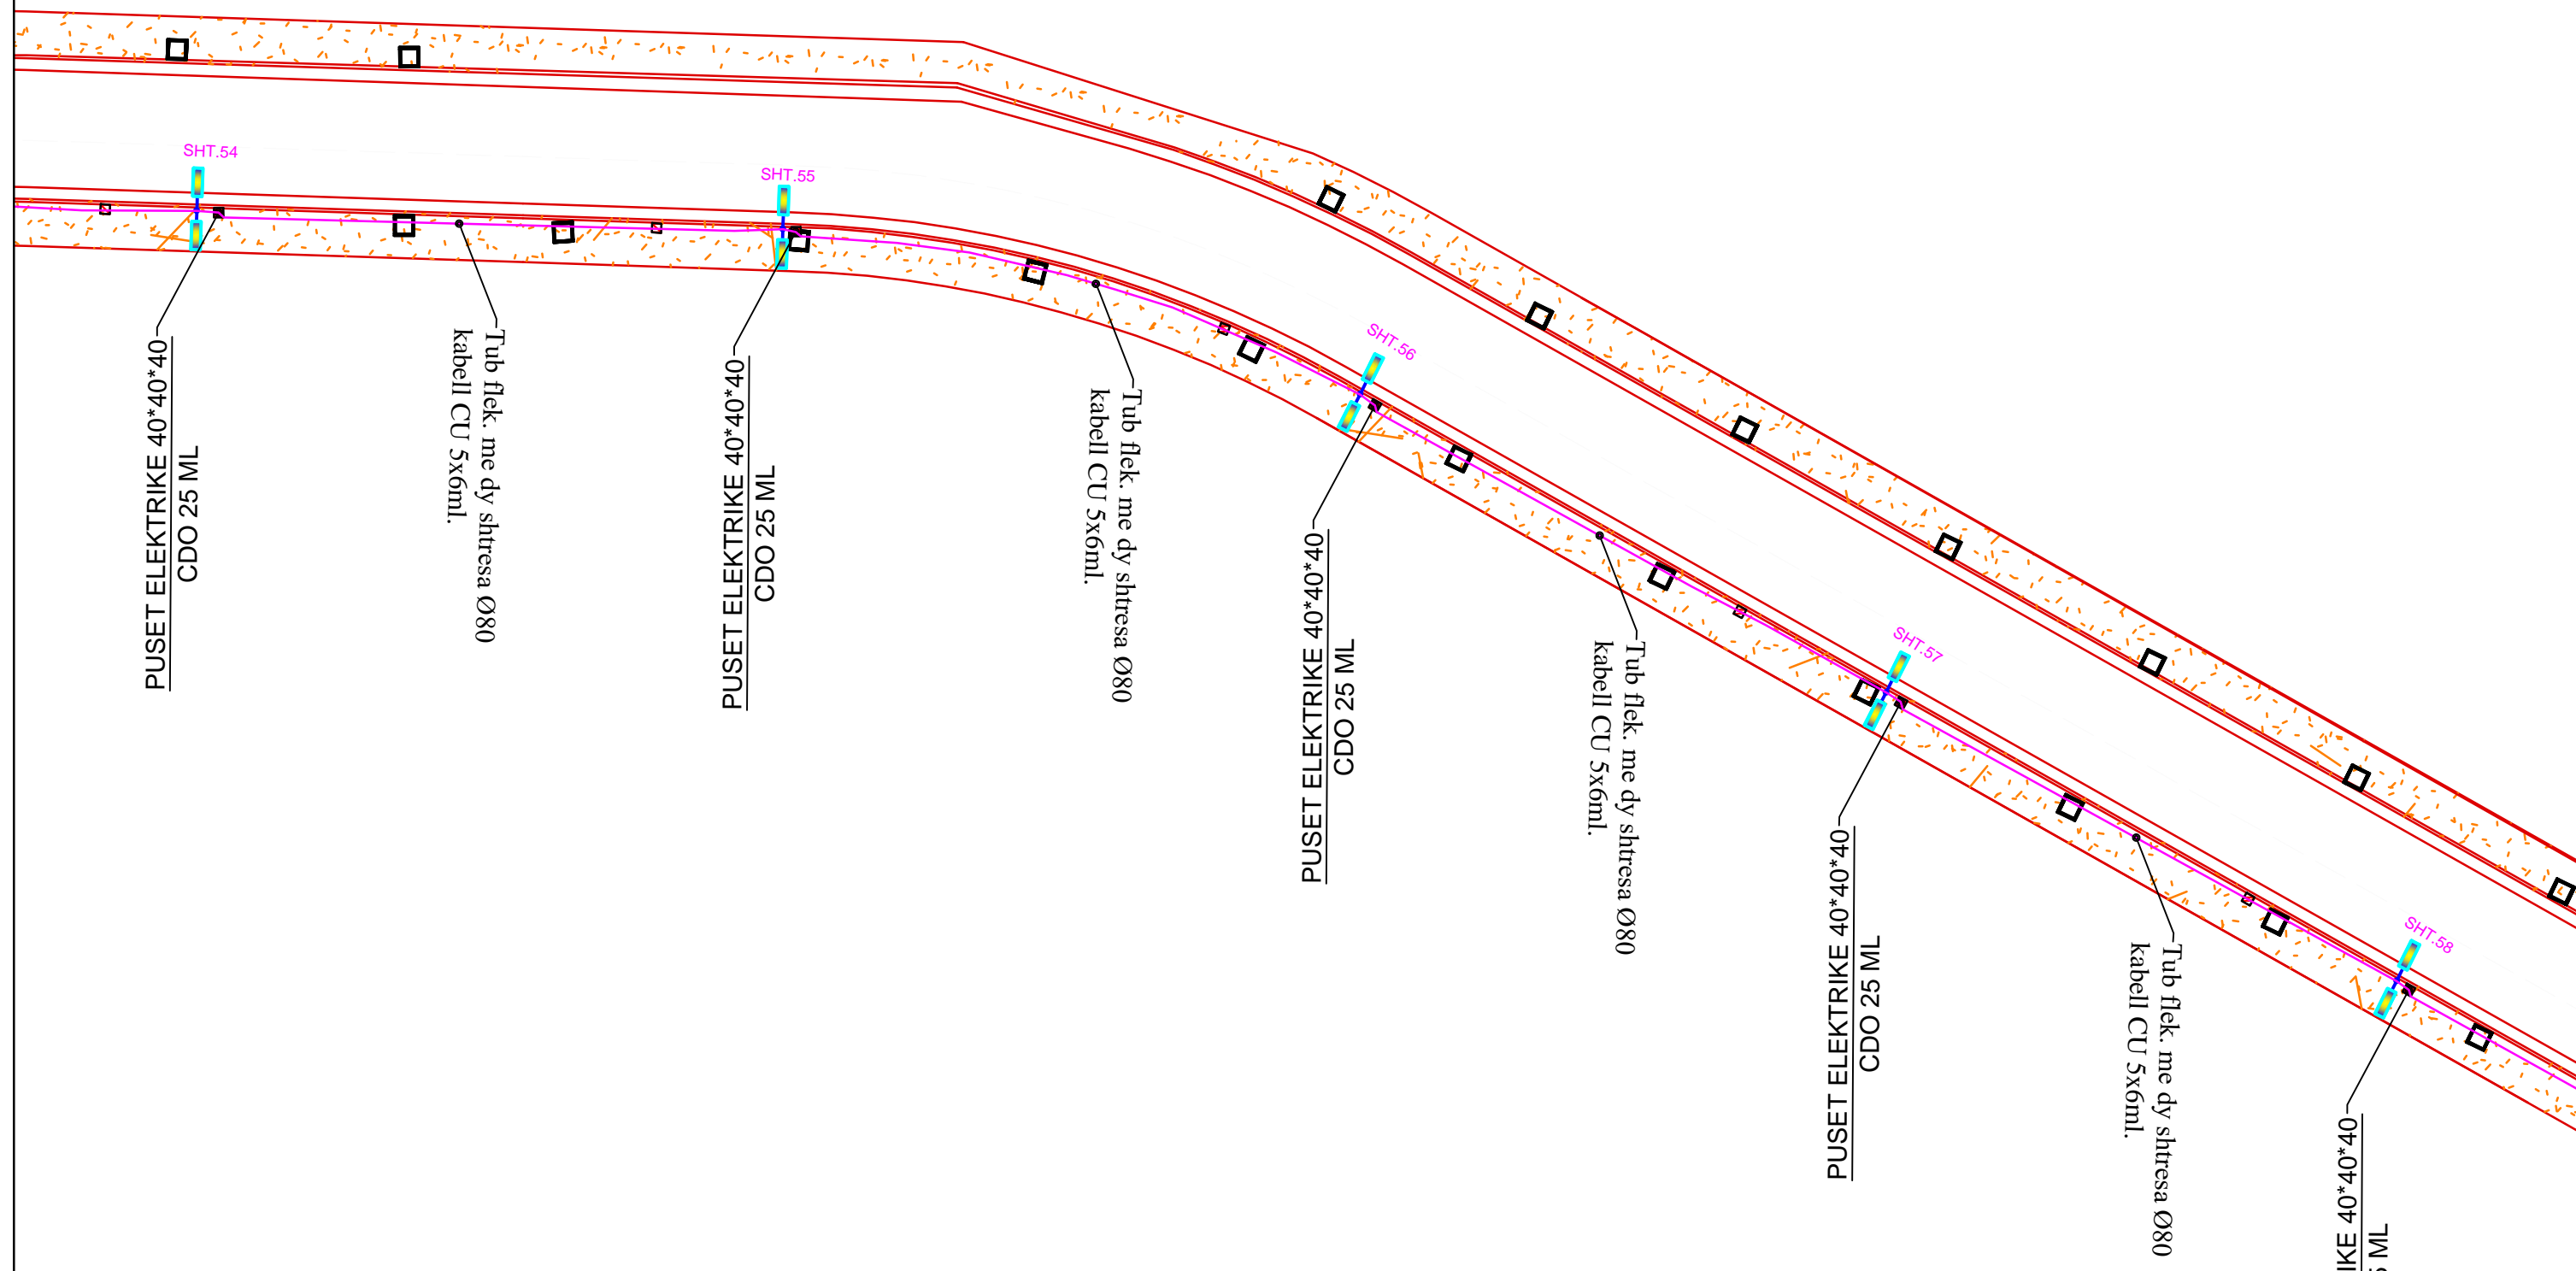 SHT.54
SHT.55
SHT.56
SHT.57
SHT.58
PUSET ELEKTRIKE 40*40*40
CDO 25 ML
Tub flek. me dy shtresa Ø80
kabell CU 5x6ml.
PUSET ELEKTRIKE 40*40*40
CDO 25 ML
Tub flek. me dy shtresa Ø80
kabell CU 5x6ml.
PUSET ELEKTRIKE 40*40*40
CDO 25 ML
Tub flek. me dy shtresa Ø80
kabell CU 5x6ml.
PUSET ELEKTRIKE 40*40*40
CDO 25 ML
Tub flek. me dy shtresa Ø80
kabell CU 5x6ml.
IKE 40*40*40
ML